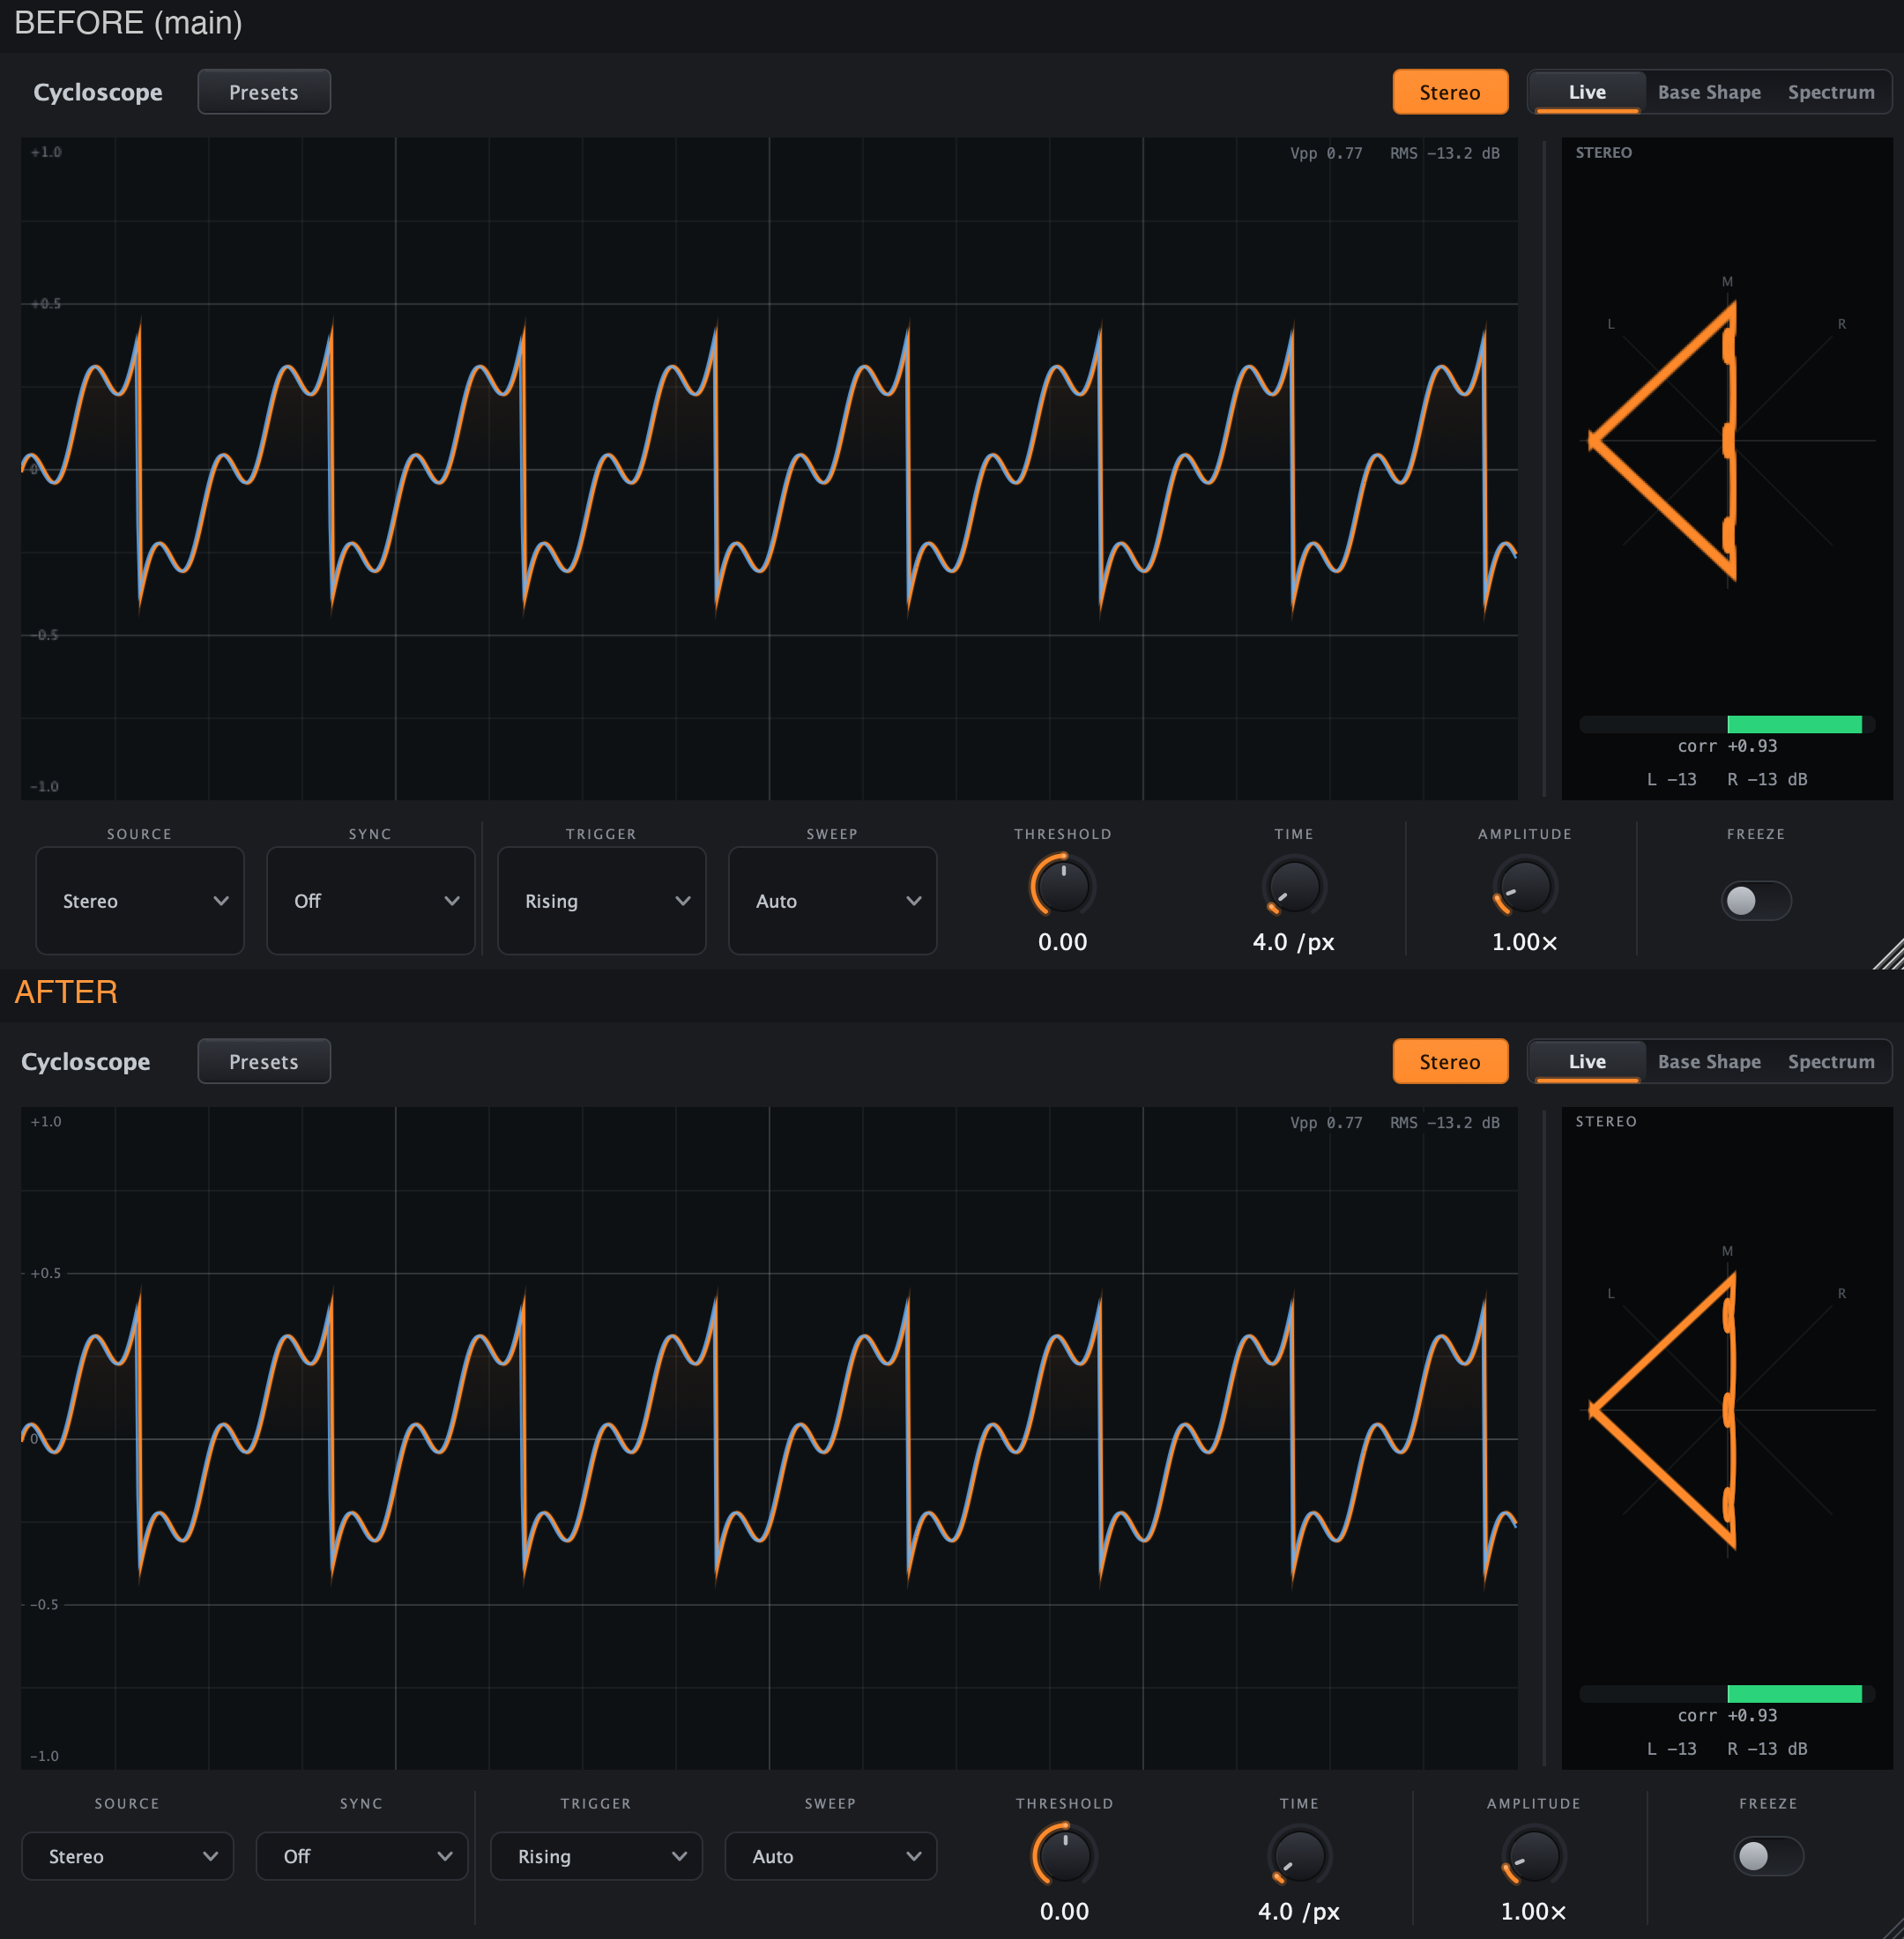 BEFORE (main)
Cycloscope Presets Stereo Live Base Shape Spectrum
+1.0 Vpp 0.77 RMS −13.2 dB STEREO
M
L R
+0.5
0
−0.5
corr +0.93
L −13 R −13 dB
−1.0
SOURCE SYNC TRIGGER SWEEP THRESHOLD TIME AMPLITUDE FREEZE
Stereo Off Rising Auto
0.00 4.0 /px 1.00×
AFTER
Cycloscope Presets Stereo Live Base Shape Spectrum
+1.0 Vpp 0.77 RMS −13.2 dB STEREO
M
+0.5 L R
0
−0.5
corr +0.93
L −13 R −13 dB
−1.0
SOURCE SYNC TRIGGER SWEEP THRESHOLD TIME AMPLITUDE FREEZE
Stereo Off Rising Auto
0.00 4.0 /px 1.00×